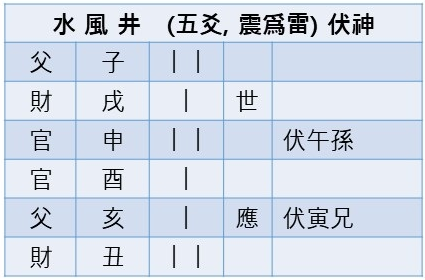 水 風 井 (五爻, 震爲雷) 伏神
父 子 | |
財 戌 | 世
官 申 | | 伏午孫
官 酉 |
父 亥 | 應 伏寅兄
財 丑 | |